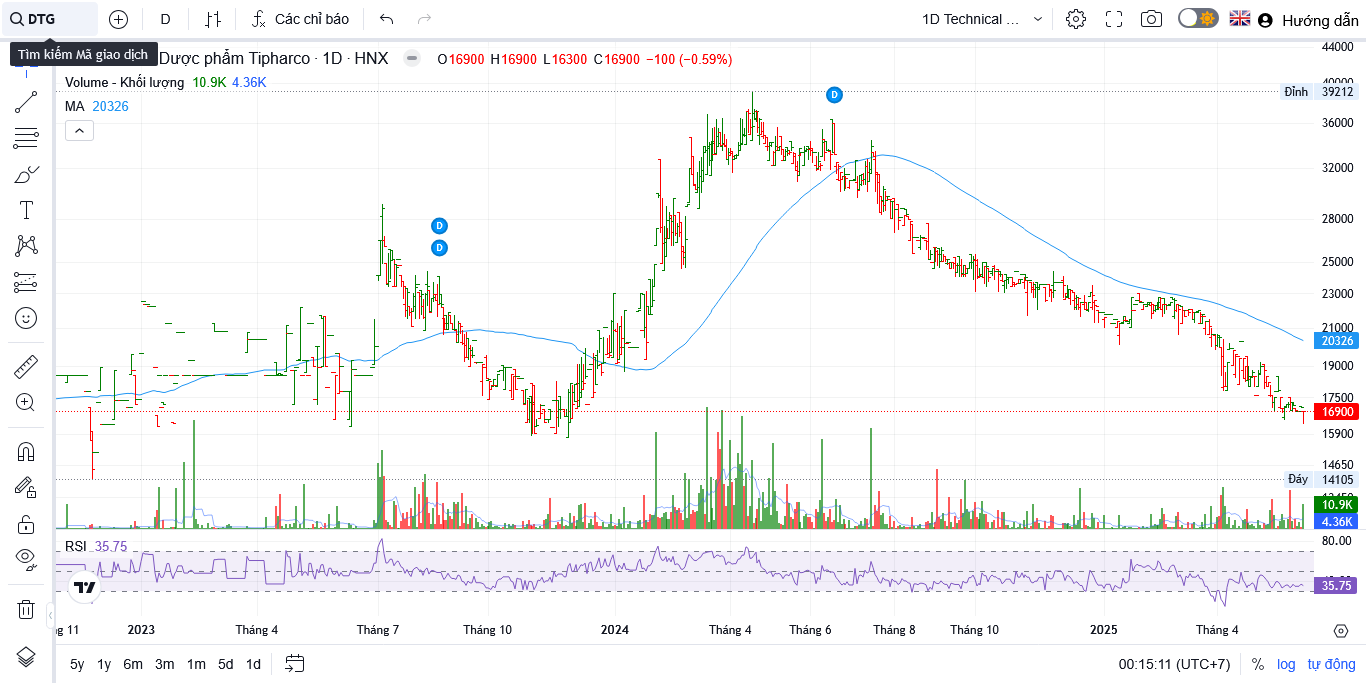 DTG
D
Các chỉ báo
1D Technical ...
Hướng dẫn
Tìm kiếm Mã giao dịch
Dược phẩm Tipharco · 1D · HNX
O16900 H16900 L16300 C16900 −100 (−0.59%)
Volume - Khối lượng 10.9K 4.36K
MA 20326
D
D
D
44000
Đỉnh 39212
36000
32000
28000
25000
23000
21000
20326
19000
17500
16900
15900
14650
Đáy 14105
10.9K
4.36K
RSI 35.75
80.00
35.75
11 2023 Tháng 4 Tháng 7 Tháng 10 2024 Tháng 4 Tháng 6 Tháng 8 Tháng 10 2025 Tháng 4
5y 1y 6m 3m 1m 5d 1d
00:15:11 (UTC+7) % log tự động